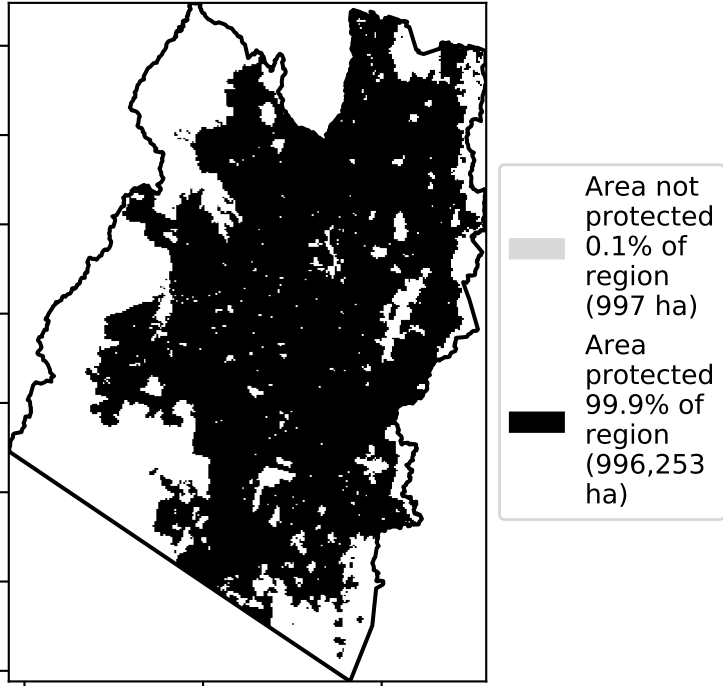 Area not
protected
0.1% of
region
(997 ha)
Area
protected
99.9% of
region
(996,253
ha)